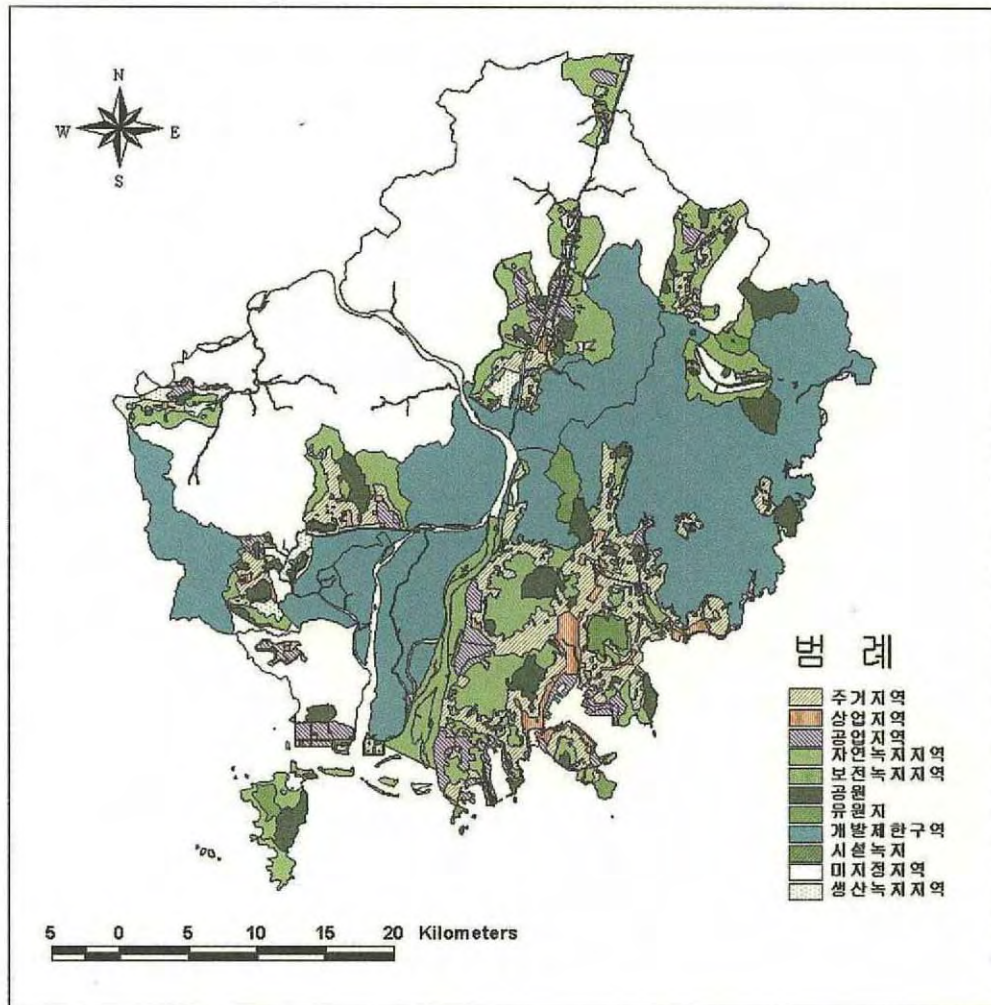 N
W E
S
범 례
주거지역
상업지역
공업지역
자연녹지지역
보전녹지지역
공원
유원지
개발제한구역
시설녹지
미지정지역
생산녹지지역
5 0 5 10 15 20 Kilometers